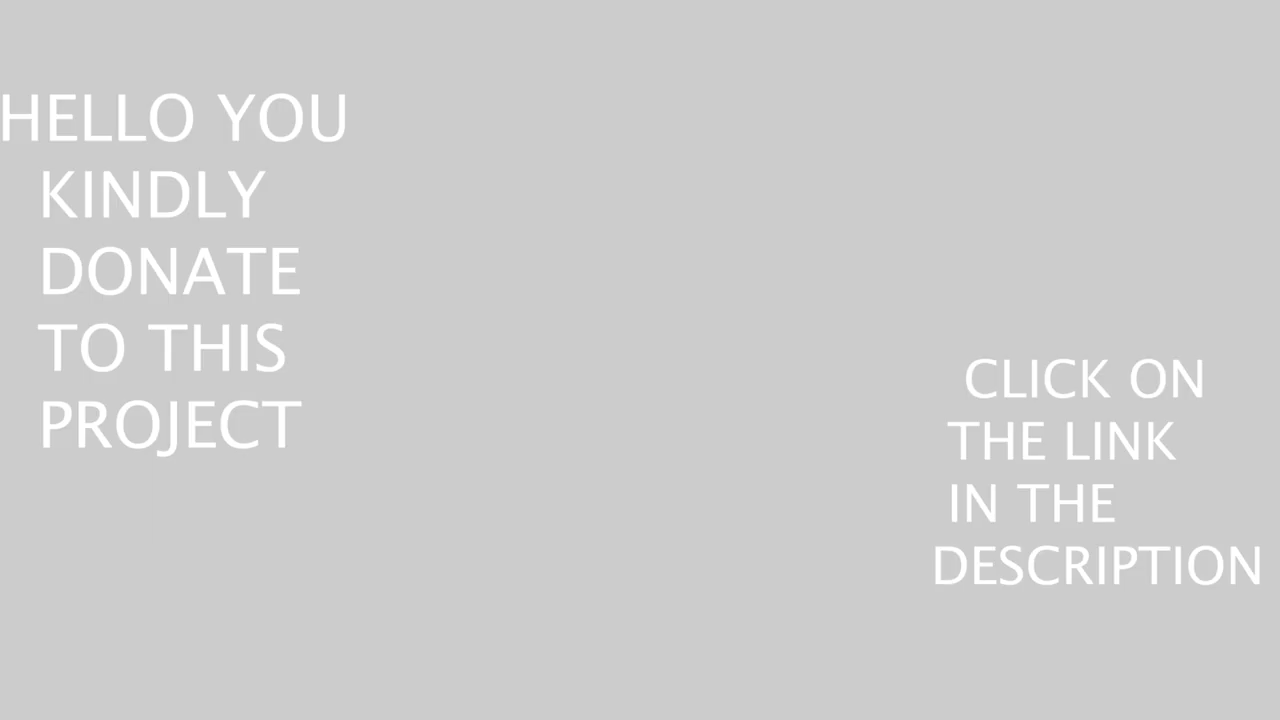 HELLO YOU
KINDLY
DONATE
TO THIS
PROJECT
CLICK ON
THE LINK
IN THE
DESCRIPTION